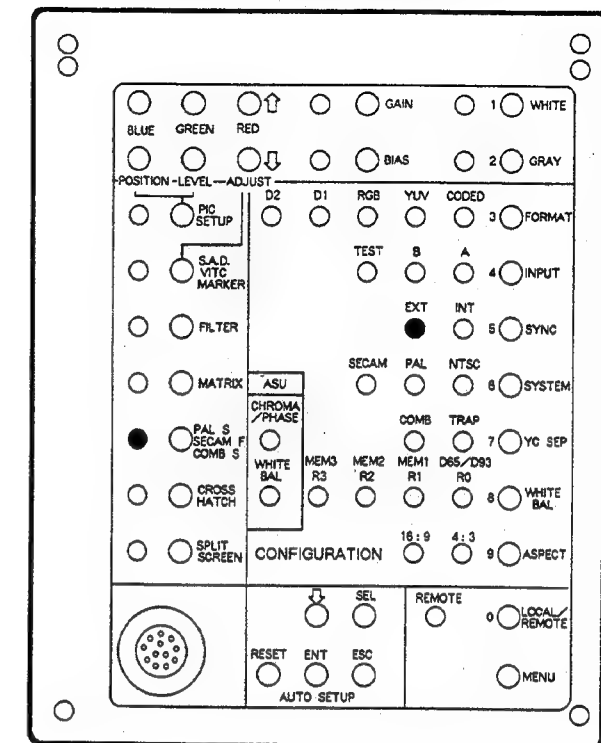 GAIN 1 WHITE
BLUE GREEN RED
BIAS 2 GRAY
POSITION LEVEL ADJUST
D2 D1 RGB YUV CODED
PIC SETUP
3 FORMAT
TEST B A
S.A.D. VITC MARKER
4 INPUT
EXT INT
FILTER
5 SYNC
SECAM PAL NTSC
MATRIX
ASU
6 SYSTEM
CHROMA /PHASE
COMB TRAP
PAL S SECAM F COMB S
7 YC SEP
WHITE BAL
MEM3 R3
MEM2 R2
MEM1 R1
D65/D93 R0
CROSS HATCH
8 WHITE BAL
16:9 4:3
SPLIT SCREEN
CONFIGURATION
9 ASPECT
SEL
REMOTE
0 LOCAL/ REMOTE
RESET ENT ESC
MENU
AUTO SETUP